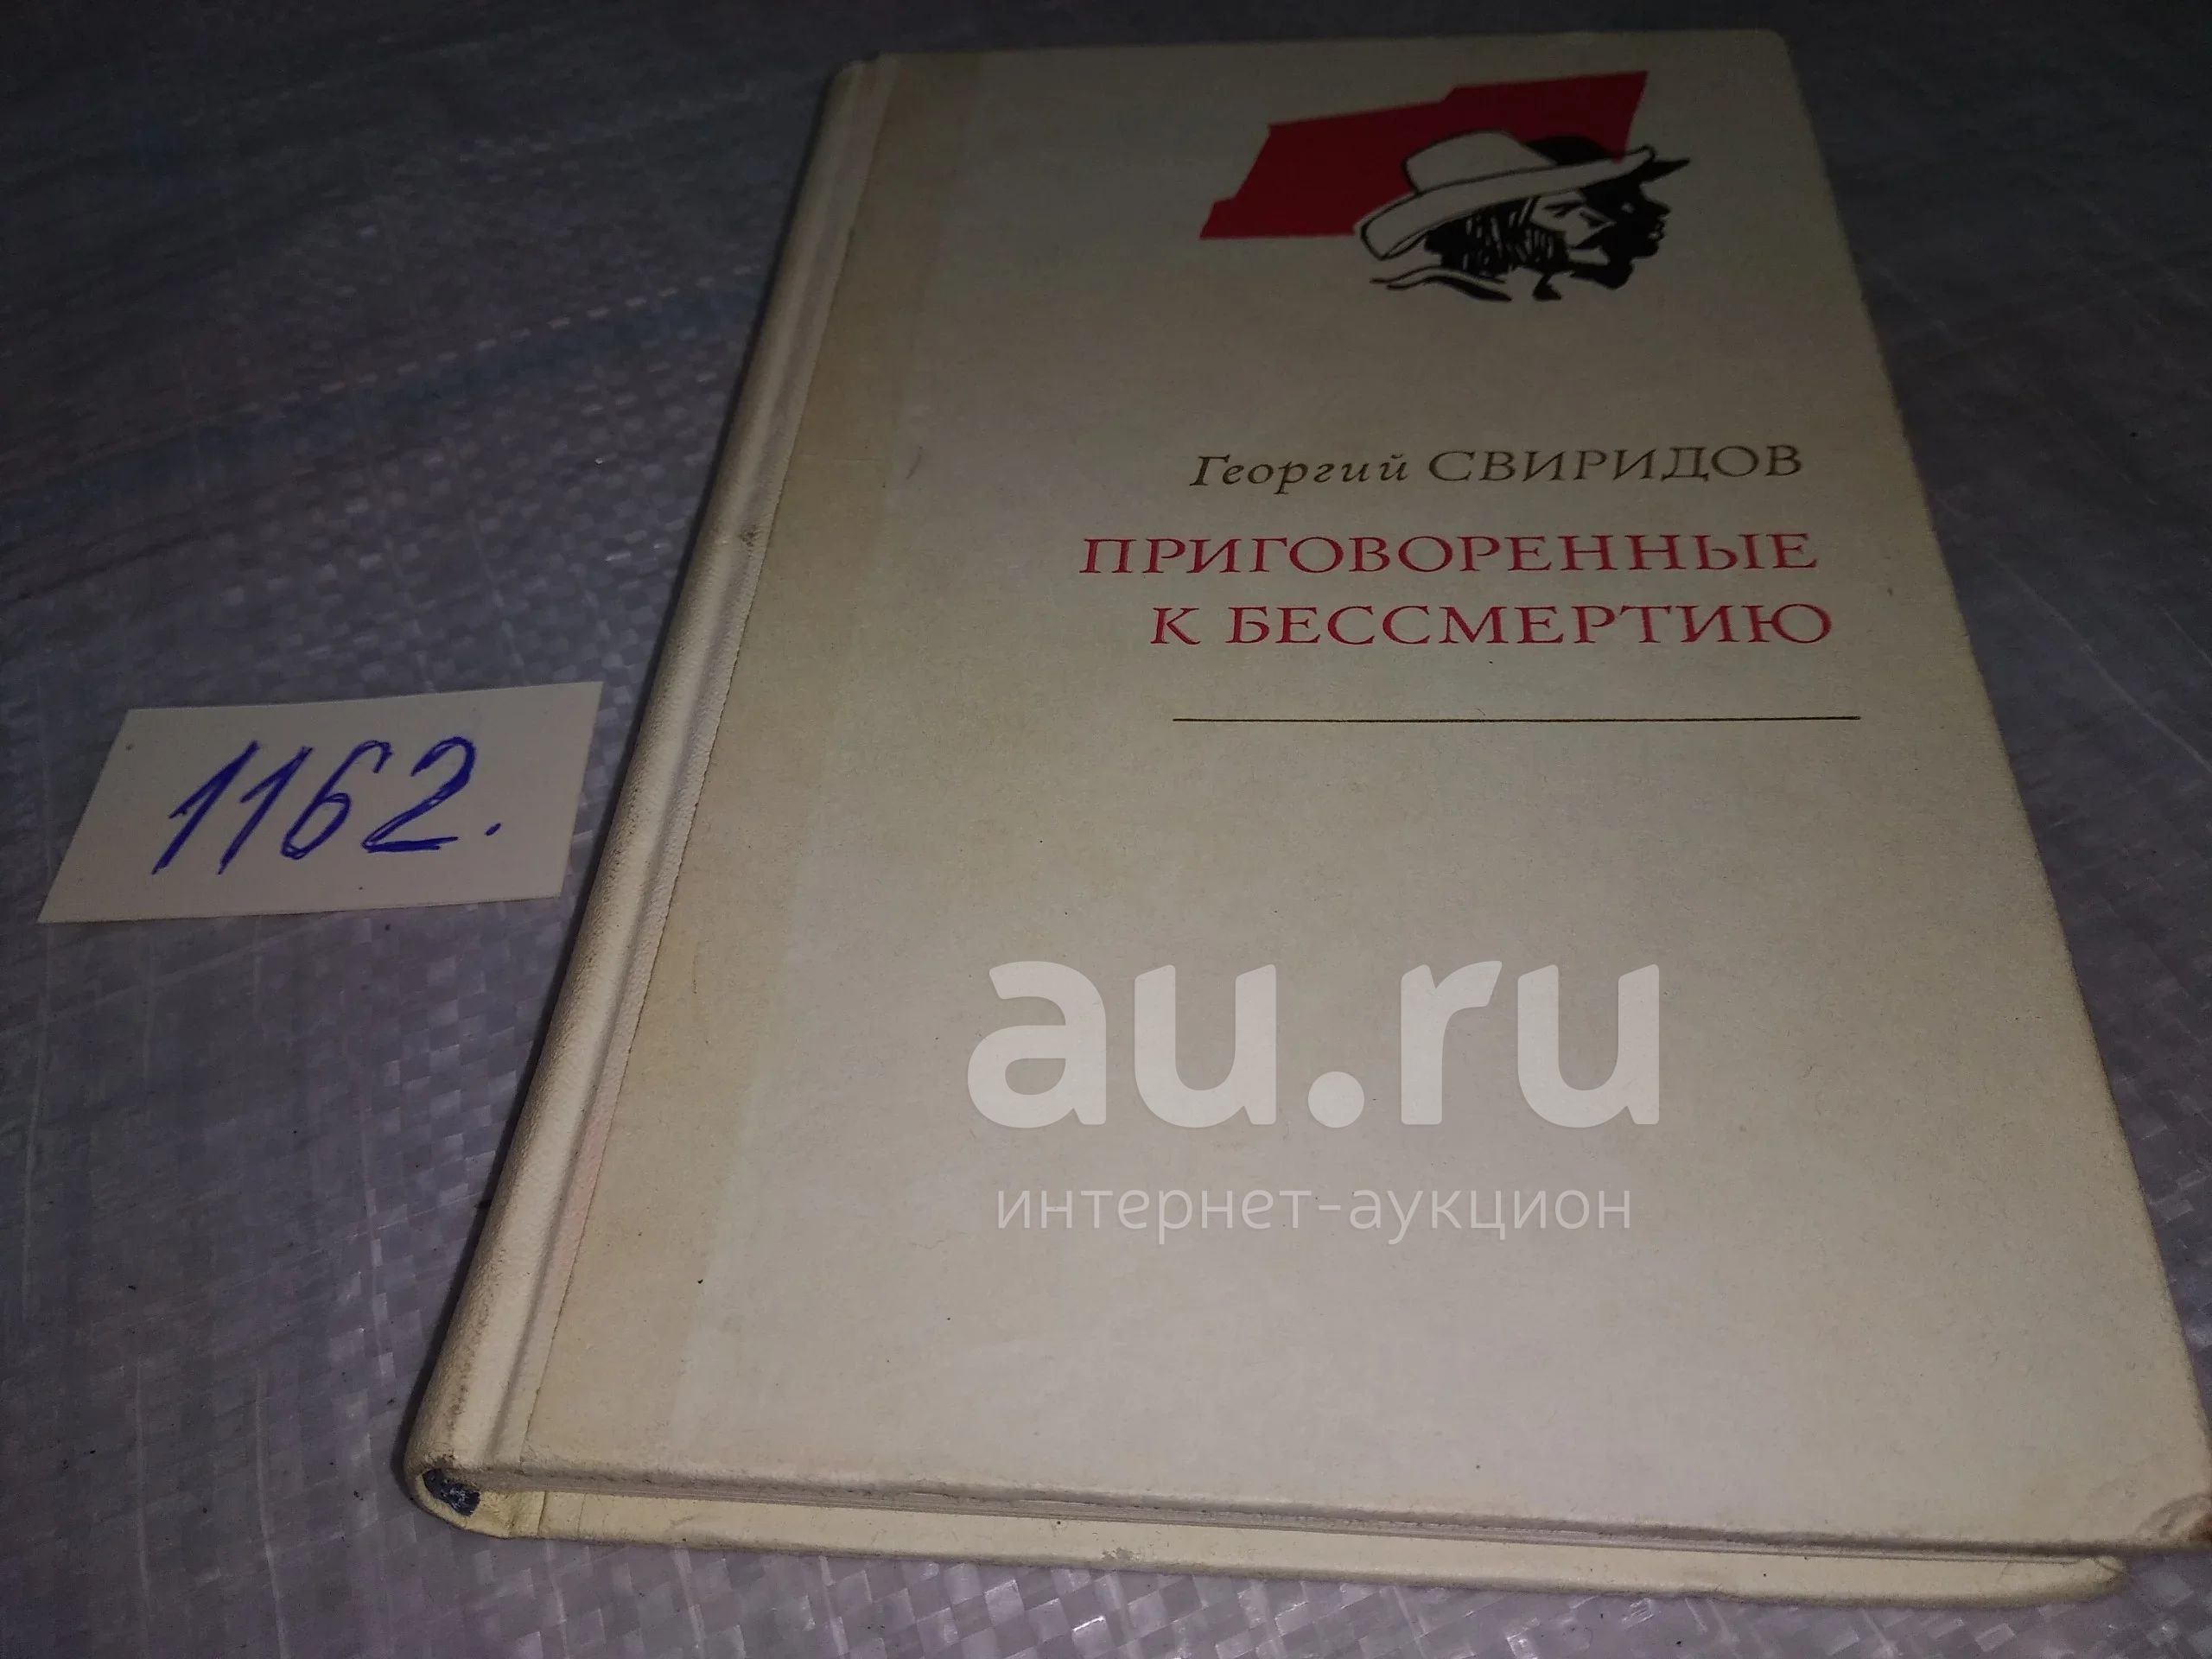 Георгий СВИРИДОВ
ПРИГОВОРЕННЫЕ
К БЕССМЕРТИЮ
1162.
au.ru
интернет-аукцион